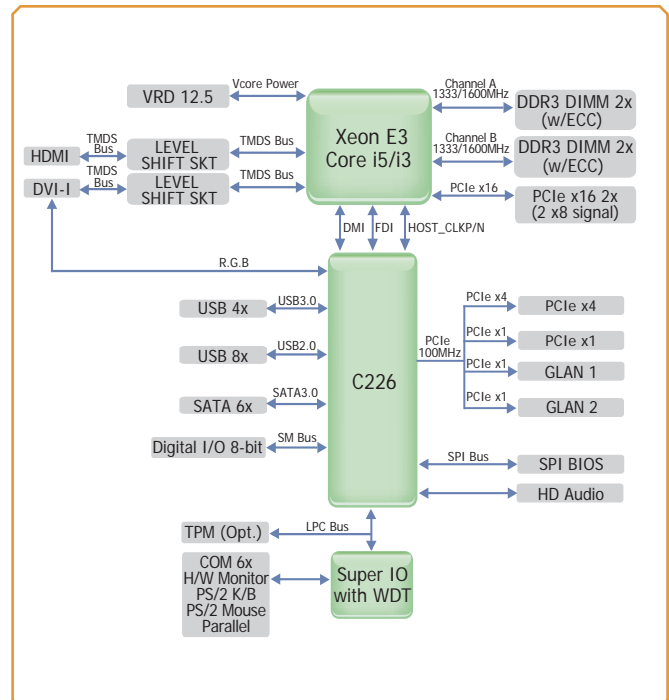 Vcore Power
VRD 12.5
Xeon E3
Core i5/i3
Channel A
1333/1600MHz
DDR3 DIMM 2x
(w/ECC)
HDMI
TMDS
Bus
LEVEL
SHIFT SKT
TMDS Bus
Channel B
1333/1600MHz
DDR3 DIMM 2x
(w/ECC)
DVI-I
TMDS
Bus
LEVEL
SHIFT SKT
TMDS Bus
PCIe x16
PCIe x16 2x
(2 x8 signal)
DMI
FDI
HOST_CLKP/N
R.G.B
USB 4x
USB3.0
USB 8x
USB2.0
SATA 6x
SATA3.0
Digital I/O 8-bit
SM Bus
C226
PCIe
100MHz
PCIe x4
PCIe x4
PCIe x1
PCIe x1
PCIe x1
GLAN 1
PCIe x1
GLAN 2
SPI Bus
SPI BIOS
HD Audio
TPM (Opt.)
LPC Bus
COM 6x
H/W Monitor
PS/2 K/B
PS/2 Mouse
Parallel
Super IO
with WDT